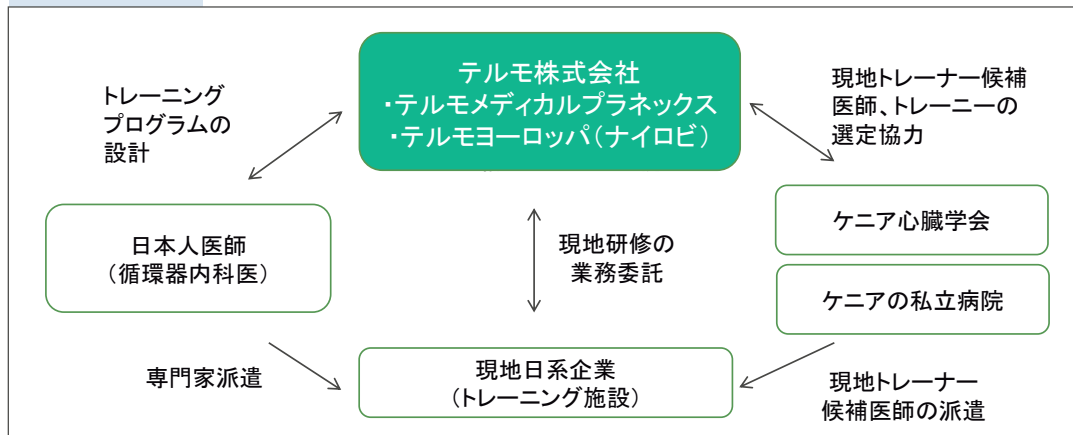 テルモ株式会社
・テルモメディカルプラネックス
・テルモヨーロッパ(ナイロビ)
トレーニング
プログラムの
設計
現地トレーナー候補
医師、トレーニーの
選定協力
日本人医師
(循環器内科医)
現地研修の
業務委託
ケニア心臓学会
ケニアの私立病院
専門家派遣
現地日系企業
(トレーニング施設)
現地トレーナー
候補医師の派遣